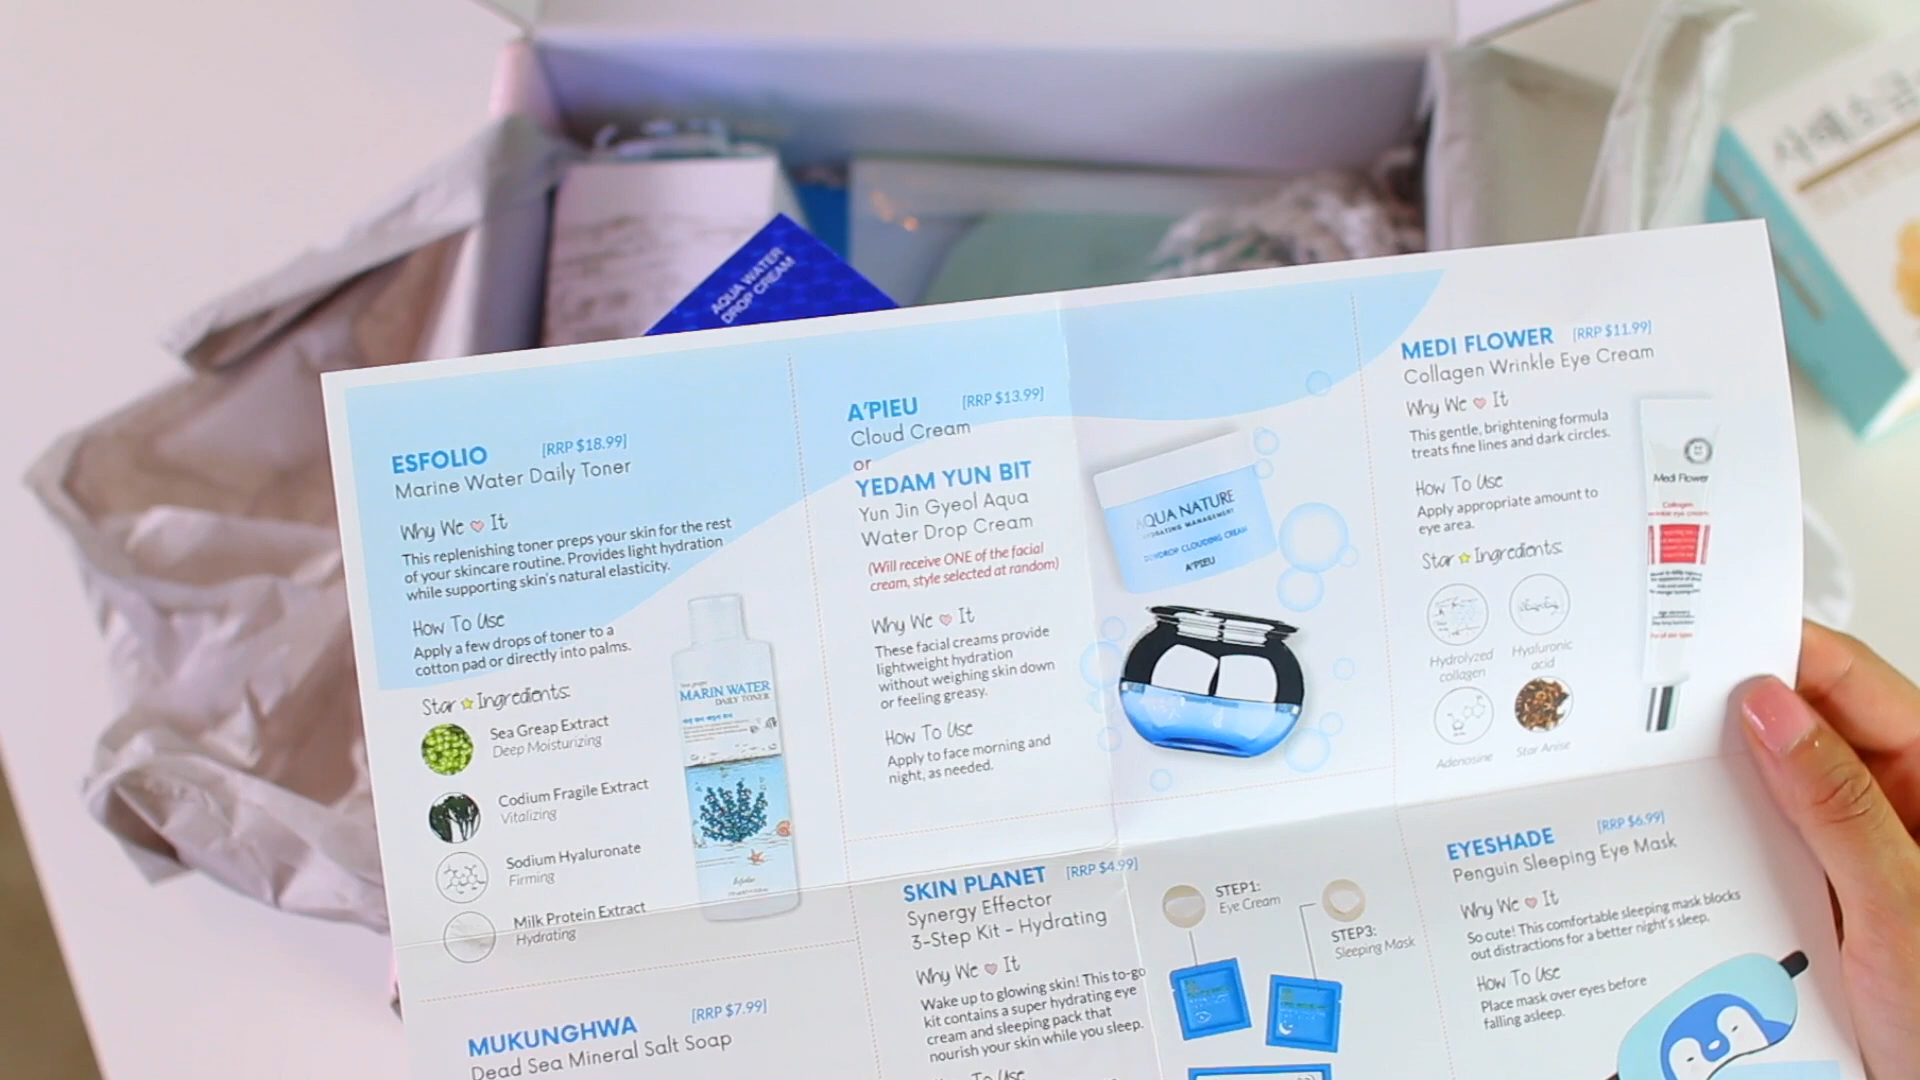 AQUA WATER
DROP CREAM
ESFOLIO [RRP $18.99]
Marine Water Daily Toner
Why We It
This replenishing toner preps your skin for the rest
of your skincare routine. Provides light hydration
while supporting skin's natural elasticity.
How To Use
Apply a few drops of toner to a
cotton pad or directly into palms.
Star Ingredients:
Sea Greap Extract
Deep Moisturizing
Codium Fragile Extract
Vitalizing
Sodium Hyaluronate
Firming
Milk Protein Extract
Hydrating
MARIN WATER
DAILY TONER
A'PIEU [RRP $13.99]
Cloud Cream
or
YEDAM YUN BIT
Yun Jin Gyeol Aqua
Water Drop Cream
(Will receive ONE of the facial
cream, style selected at random)
Why We It
These facial creams provide
lightweight hydration
without weighing skin down
or feeling greasy.
How To Use
Apply to face morning and
night, as needed.
AQUA NATURE
HYDRATING MANAGEMENT
DEWDROP CLOUDING CREAM
A'PIEU
MEDI FLOWER [RRP $11.99]
Collagen Wrinkle Eye Cream
Why We It
This gentle, brightening formula
treats fine lines and dark circles.
How To Use
Apply appropriate amount to
eye area.
Star Ingredients:
Hydrolyzed
collagen
Hyaluronic
acid
Adenosine
Star Anise
Medi Flower
Collagen
wrinkle eye cream
MUKUNGHWA [RRP $7.99]
Dead Sea Mineral Salt Soap
SKIN PLANET [RRP $4.99]
Synergy Effector
3-Step Kit - Hydrating
Why We It
Wake up to glowing skin! This to-go
kit contains a super hydrating eye
cream and sleeping pack that
nourish your skin while you sleep.
How To Use
STEP1:
Eye Cream
STEP3:
Sleeping Mask
EYESHADE [RRP $6.99]
Penguin Sleeping Eye Mask
Why We It
So cute! This comfortable sleeping mask blocks
out distractions for a better night's sleep.
How To Use
Place mask over eyes before
falling asleep.